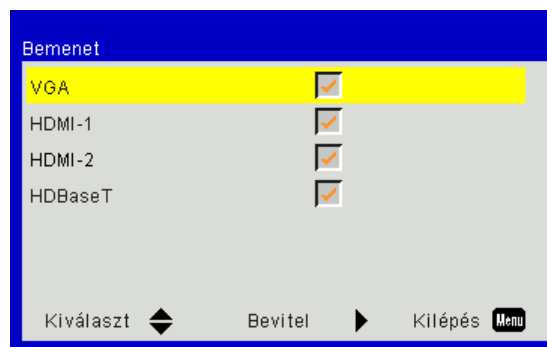 Bemenet
VGA
HDMI-1
HDMI-2
HDBaseT
Kiválaszt Bevitel Kilépés Menu